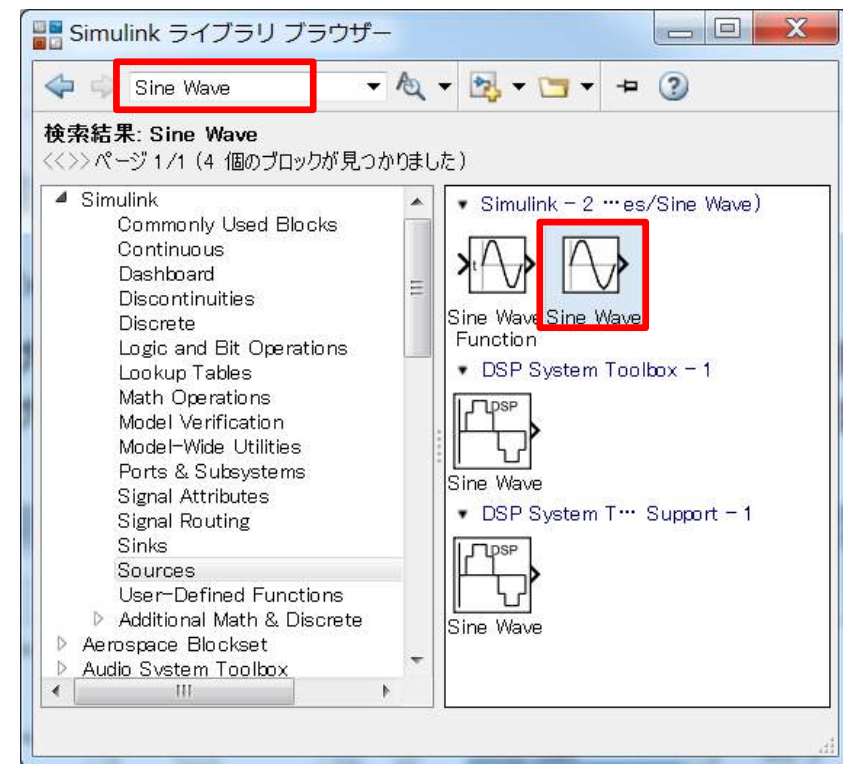 Simulink ライブラリ ブラウザー
X
Sine Wave
?
検索結果: Sine Wave
<<>> ページ 1/1 (4 個のブロックが見つかりました)
Simulink
Commonly Used Blocks
Continuous
Dashboard
Discontinuities
Discrete
Logic and Bit Operations
Lookup Tables
Math Operations
Model Verification
Model-Wide Utilities
Ports & Subsystems
Signal Attributes
Signal Routing
Sinks
Sources
User-Defined Functions
Additional Math & Discrete
Aerospace Blockset
Audio System Toolbox
Simulink - 2 …es/Sine Wave)
t
Sine Wave Function
Sine Wave
DSP System Toolbox - 1
DSP
Sine Wave
DSP System T… Support - 1
DSP
Sine Wave